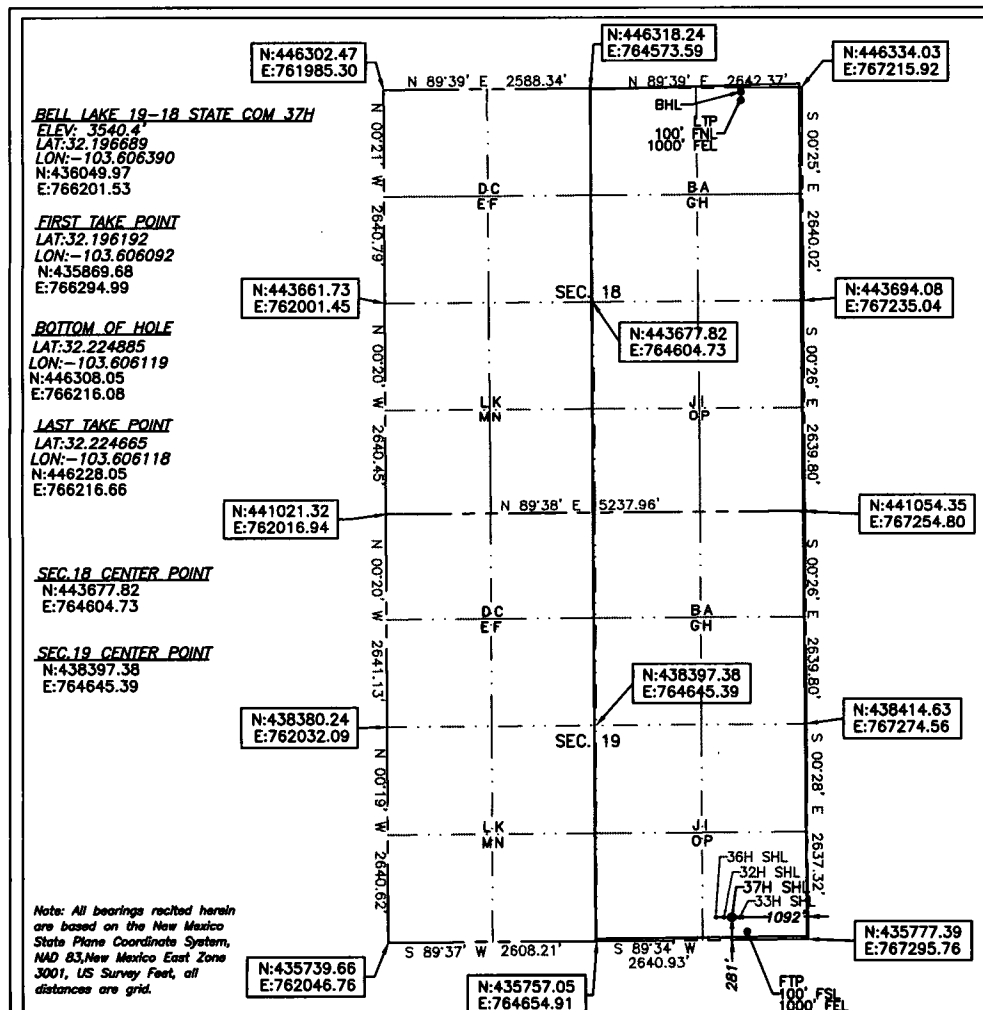 N:446302.47
E:761985.30
N:446318.24
E:764573.59
N:446334.03
E:767215.92
N 89°39' E 2588.34'
N 89°39' E 2642.37'
BELL LAKE 19-18 STATE COM 37H
ELEV: 3540.4'
LAT:32.196689
LON:-103.606390
N:436049.97
E:766201.53
FIRST TAKE POINT
LAT:32.196192
LON:-103.606092
N:435869.68
E:766294.99
BOTTOM OF HOLE
LAT:32.224885
LON:-103.606119
N:446308.05
E:766216.08
LAST TAKE POINT
LAT:32.224665
LON:-103.606118
N:446228.05
E:766216.66
SEC.18 CENTER POINT
N:443677.82
E:764604.73
SEC.19 CENTER POINT
N:438397.38
E:764645.39
Note: All bearings recited herein
are based on the New Mexico
State Plane Coordinate System,
NAD 83,New Mexico East Zone
3001, US Survey Feet, all
distances are grid.
BHL
LTP
100' FNL
1000' FEL
N 00°21' W 2640.79'
S 00°25' E 2640.02'
D C
E F
B A
G H
N:443661.73
E:762001.45
SEC. 18
N:443677.82
E:764604.73
N:443694.08
E:767235.04
N 00°20' W 2640.45'
S 00°26' E 2639.80'
L K
M N
J I
O P
N:441021.32
E:762016.94
N 89°38' E 5237.96'
N:441054.35
E:767254.80
N 00°20' W 2641.13'
S 00°26' E 2639.80'
D C
E F
B A
G H
N:438380.24
E:762032.09
N:438397.38
E:764645.39
SEC. 19
N:438414.63
E:767274.56
N 00°19' W 2640.62'
S 00°28' E 2637.32'
L K
M N
J I
O P
36H SHL
32H SHL
37H SHL
33H SHL
1092'
281'
S 89°37' W 2608.21'
S 89°34' W
2640.93'
N:435739.66
E:762046.76
N:435757.05
E:764654.91
N:435777.39
E:767295.76
FTP
100' FSL
1000' FEL